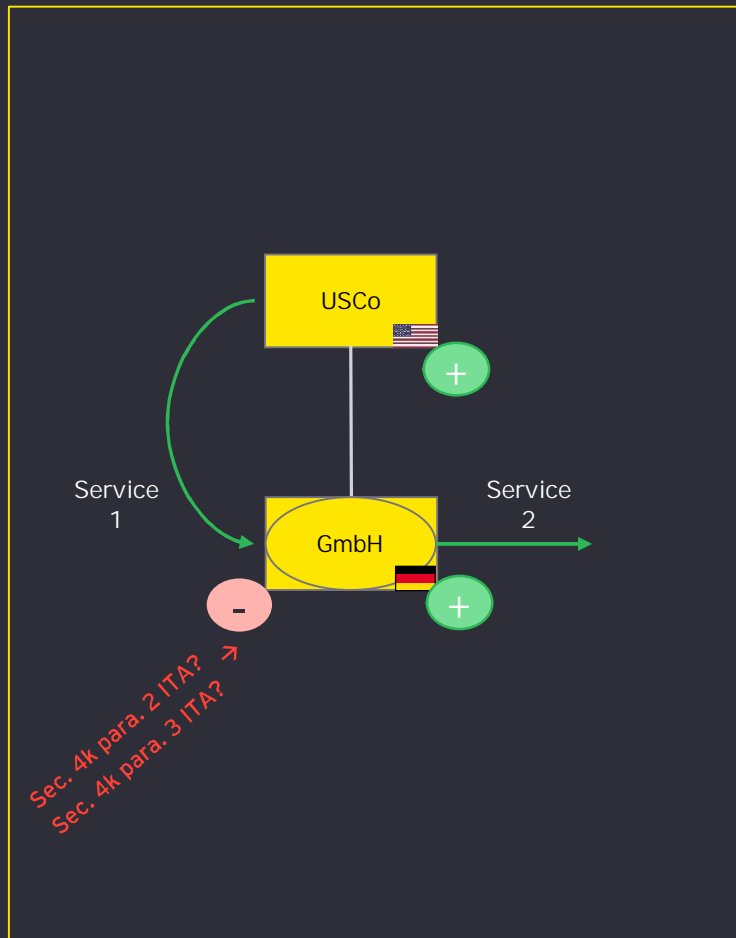 USCo
+
Service
1
Service
2
GmbH
-
+
Sec. 4k para. 2 ITA? →
Sec. 4k para. 3 ITA?